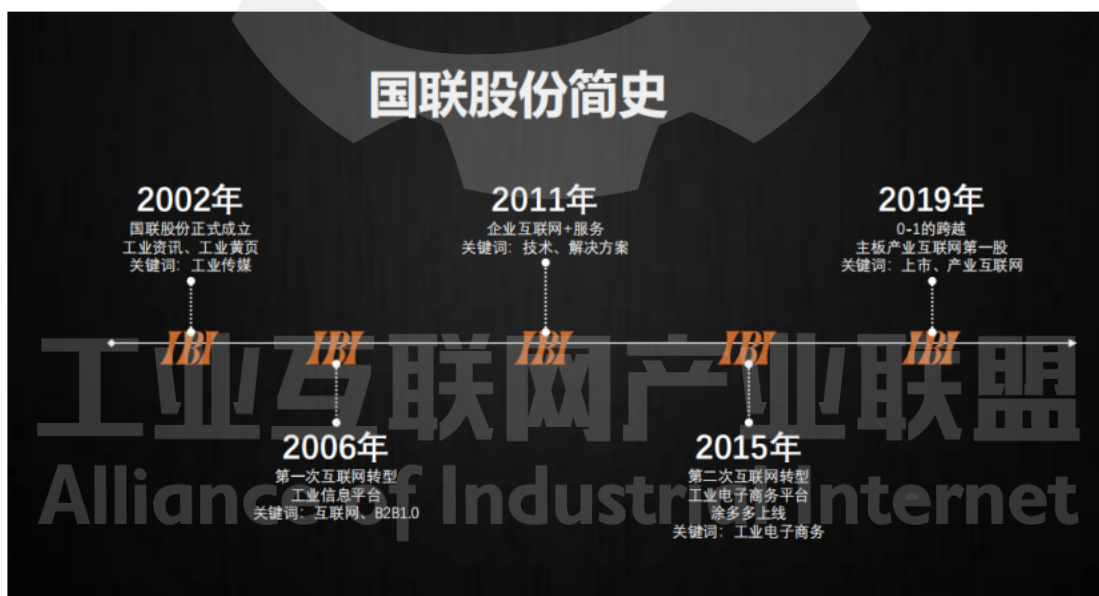 国联股份简史
2002年
国联股份正式成立
工业资讯、工业黄页
关键词：工业传媒
2011年
企业互联网+服务
关键词：技术、解决方案
2019年
0-1的跨越
主板产业互联网第一股
关键词：上市、产业互联网
IBI IBI IBI IBI IBI
工业互联网产业联盟
Alliance of Industrial Internet
2006年
第一次互联网转型
工业信息平台
关键词：互联网、B2B1.0
2015年
第二次互联网转型
工业电子商务平台
涂多多上线
关键词：工业电子商务